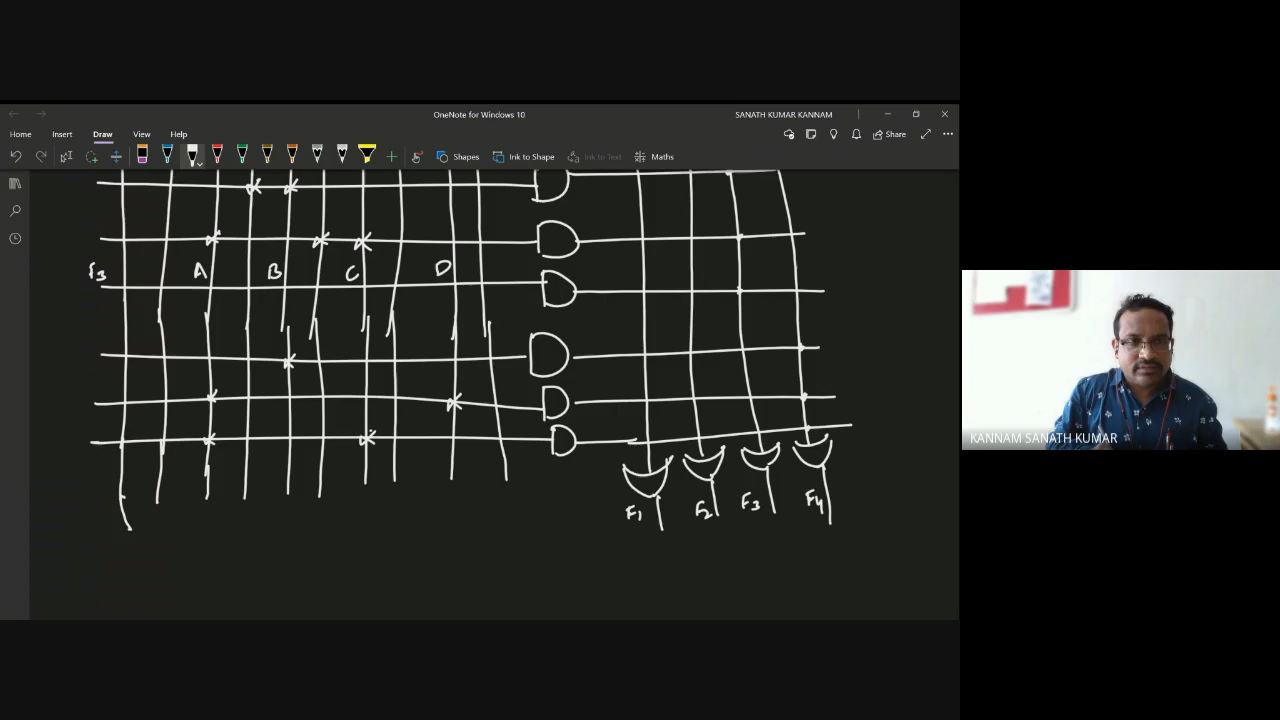 OneNote for Windows 10
SANATH KUMAR KANNAM
Home Insert Draw View Help
Share
Shapes Ink to Shape Ink to Text Maths
F3 A B C D
KANNAM SANATH KUMAR
F1 F2 F3 F4